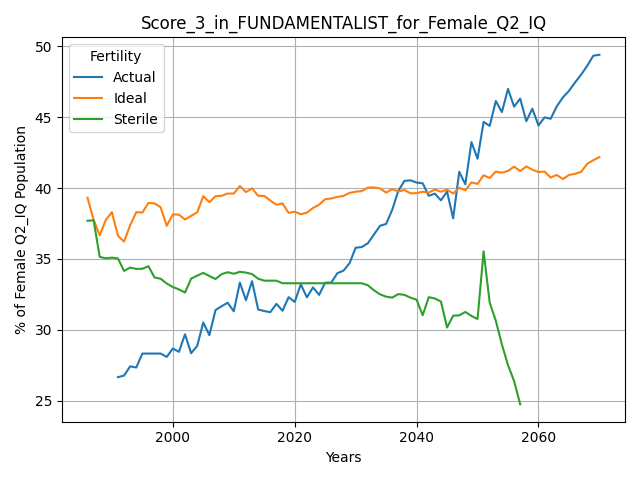 Score_3_in_FUNDAMENTALIST_for_Female_Q2_IQ
% of Female Q2_IQ Population
50
45
40
35
30
25
Fertility
Actual
Ideal
Sterile
2000
2020
2040
2060
Years